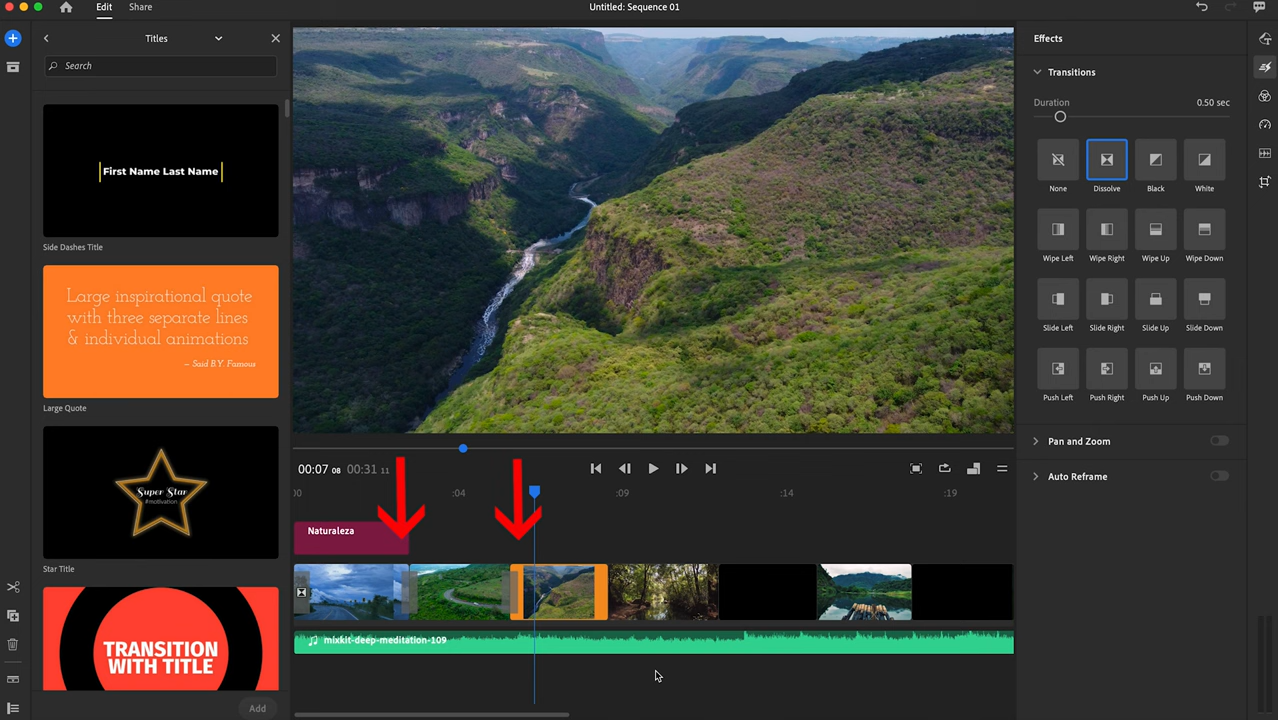 Edit
Share
Untitled: Sequence 01
Titles
Search
First Name Last Name
Side Dashes Title
Large inspirational quote
with three separate lines
& individual animations
– Said B.Y. Famous
Large Quote
Super Star
#motivation
Star Title
TRANSITION
WITH TITLE
Add
00:07 08
00:31 11
00
:04
:09
:14
:19
Naturaleza
mixkit-deep-meditation-109
Effects
Transitions
Duration
0.50 sec
None
Dissolve
Black
White
Wipe Left
Wipe Right
Wipe Up
Wipe Down
Slide Left
Slide Right
Slide Up
Slide Down
Push Left
Push Right
Push Up
Push Down
Pan and Zoom
Auto Reframe